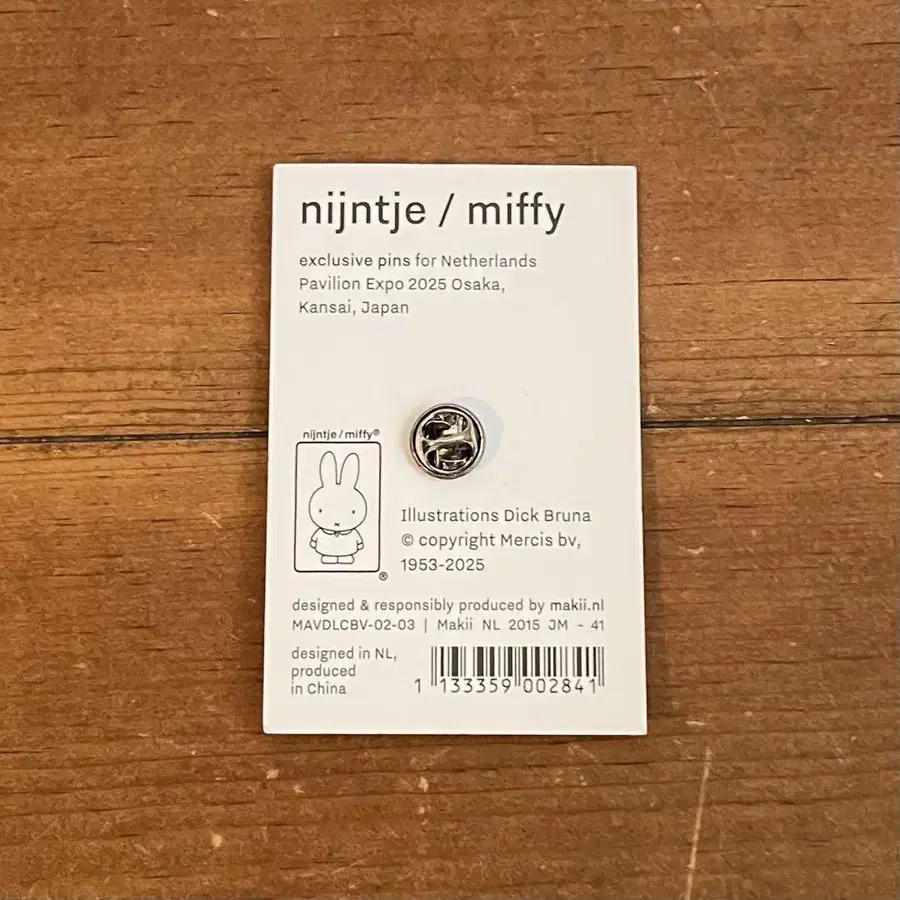 nijntje / miffy
exclusive pins for Netherlands
Pavilion Expo 2025 Osaka,
Kansai, Japan
nijntje / miffy®
®
Illustrations Dick Bruna
© copyright Mercis bv,
1953-2025
designed & responsibly produced by makii.nl
MAVDLCBV-02-03 | Makii NL 2015 JM - 41
designed in NL,
produced
in China
1 133359 002841